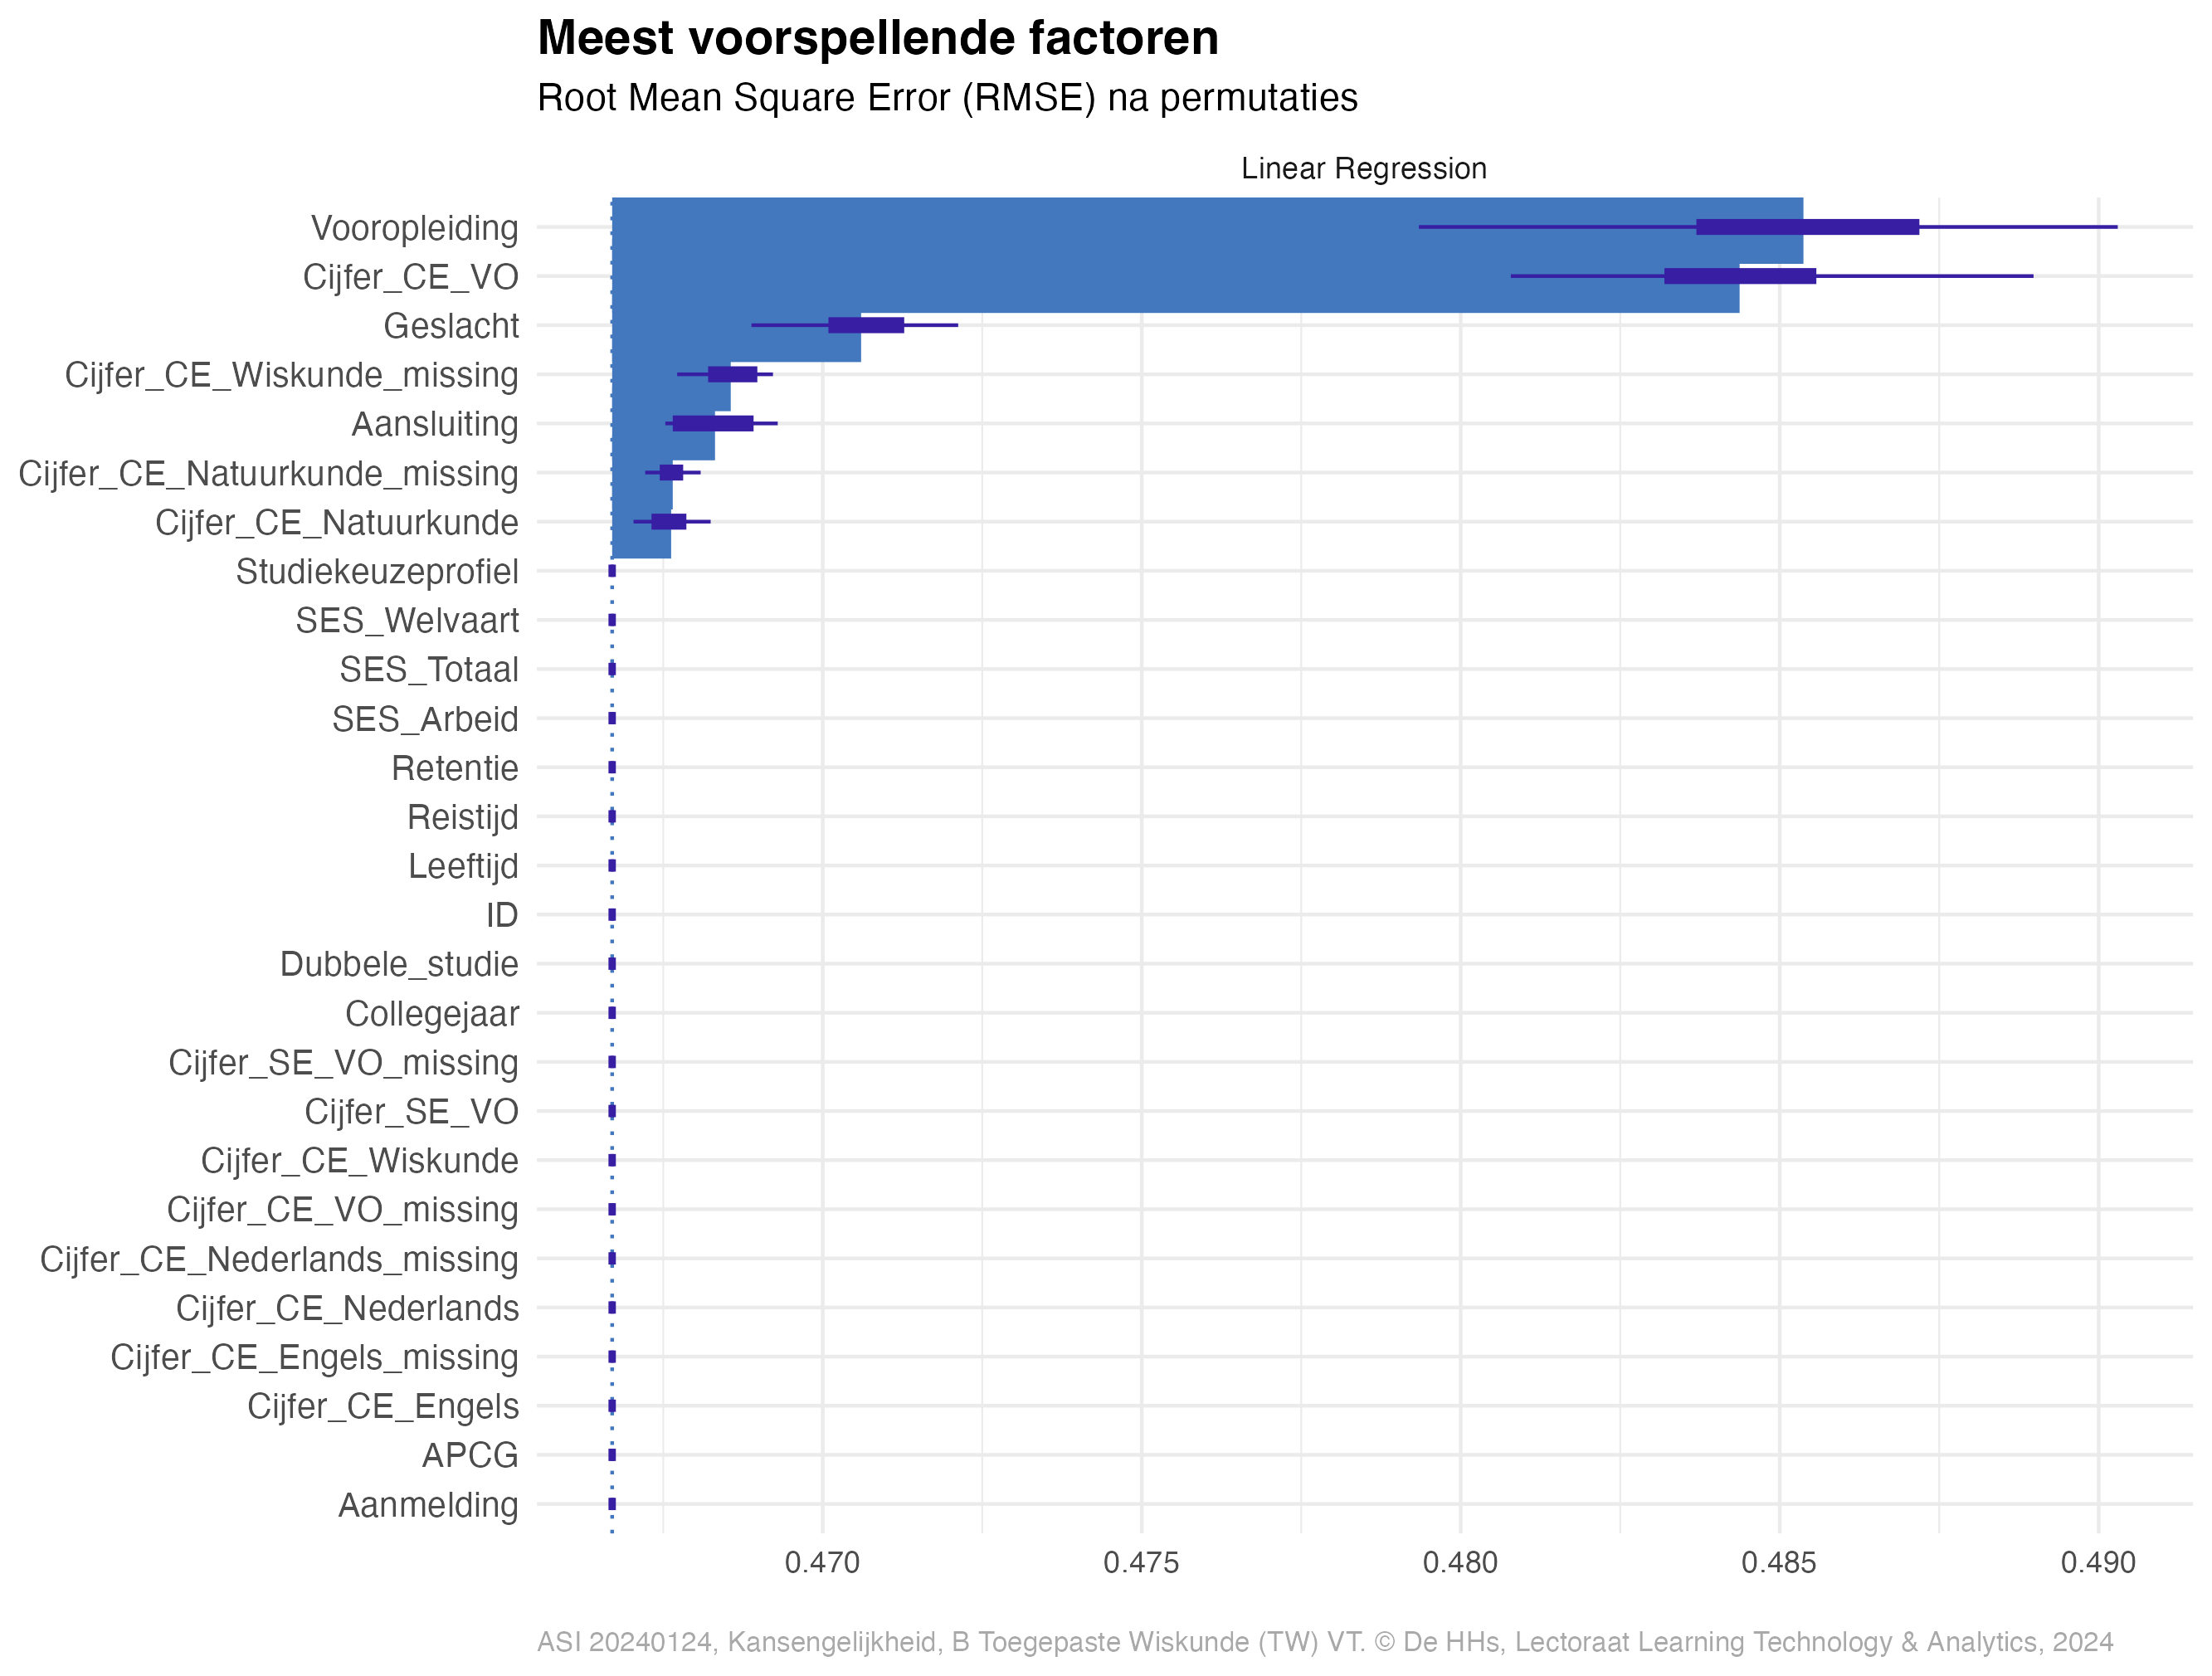 Meest voorspellende factoren
Root Mean Square Error (RMSE) na permutaties
Linear Regression
Vooropleiding
Cijfer_CE_VO
Geslacht
Cijfer_CE_Wiskunde_missing
Aansluiting
Cijfer_CE_Natuurkunde_missing
Cijfer_CE_Natuurkunde
Studiekeuzeprofiel
SES_Welvaart
SES_Totaal
SES_Arbeid
Retentie
Reistijd
Leeftijd
ID
Dubbele_studie
Collegejaar
Cijfer_SE_VO_missing
Cijfer_SE_VO
Cijfer_CE_Wiskunde
Cijfer_CE_VO_missing
Cijfer_CE_Nederlands_missing
Cijfer_CE_Nederlands
Cijfer_CE_Engels_missing
Cijfer_CE_Engels
APCG
Aanmelding
0.470 0.475 0.480 0.485 0.490
ASI 20240124, Kansengelijkheid, B Toegepaste Wiskunde (TW) VT. © De HHs, Lectoraat Learning Technology & Analytics, 2024